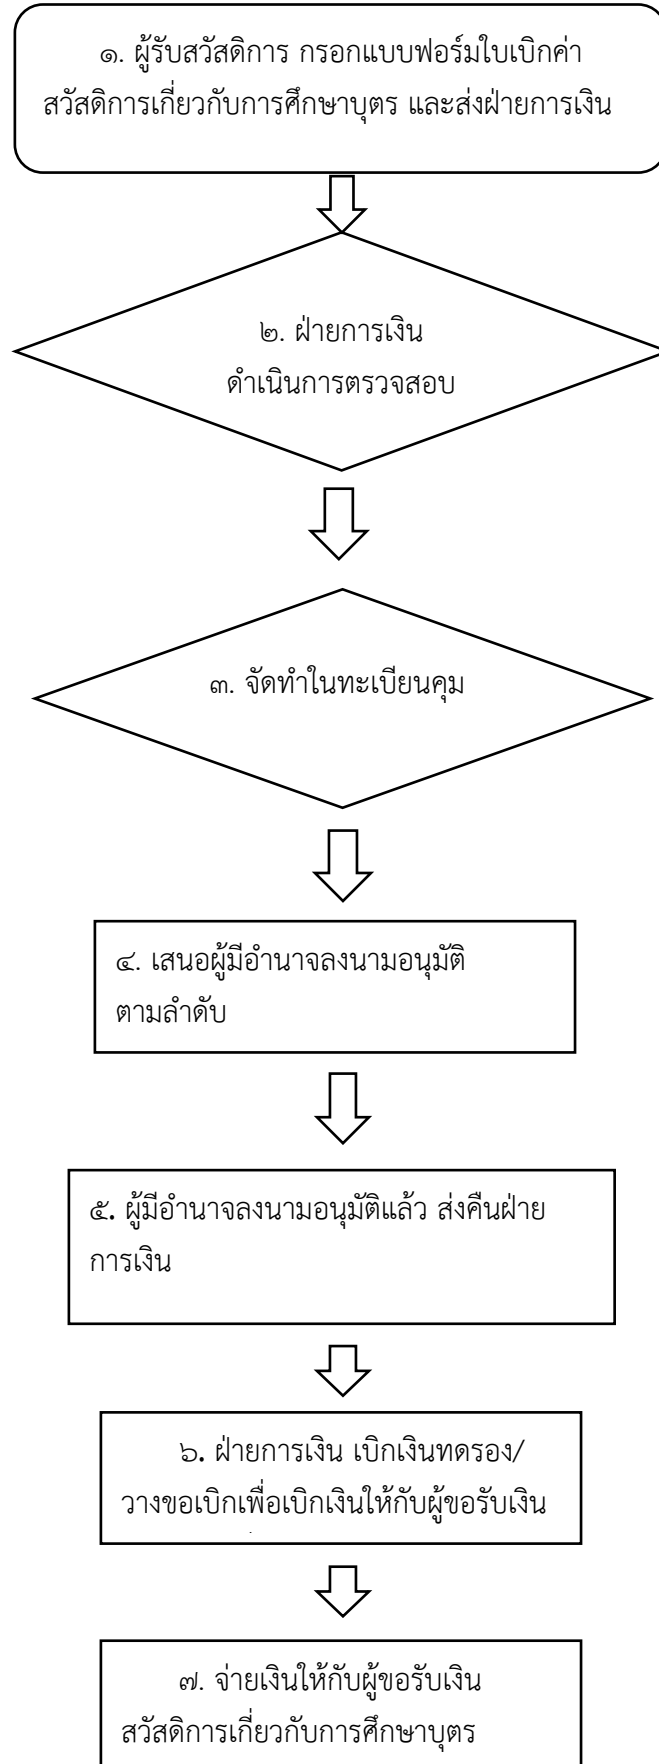 ๑. ผู้รับสวัสดิการ กรอกแบบฟอร์มใบเบิกค่า
สวัสดิการเกี่ยวกับการศึกษาบุตร และส่งฝ่ายการเงิน
๒. ฝ่ายการเงิน
ดำเนินการตรวจสอบ
๓. จัดทำในทะเบียนคุม
๔. เสนอผู้มีอำนาจลงนามอนุมัติ
ตามลำดับ
๕. ผู้มีอำนาจลงนามอนุมัติแล้ว ส่งคืนฝ่าย
การเงิน
๖. ฝ่ายการเงิน เบิกเงินทดรอง/
วางขอเบิกเพื่อเบิกเงินให้กับผู้ขอรับเงิน
๗. จ่ายเงินให้กับผู้ขอรับเงิน
สวัสดิการเกี่ยวกับการศึกษาบุตร